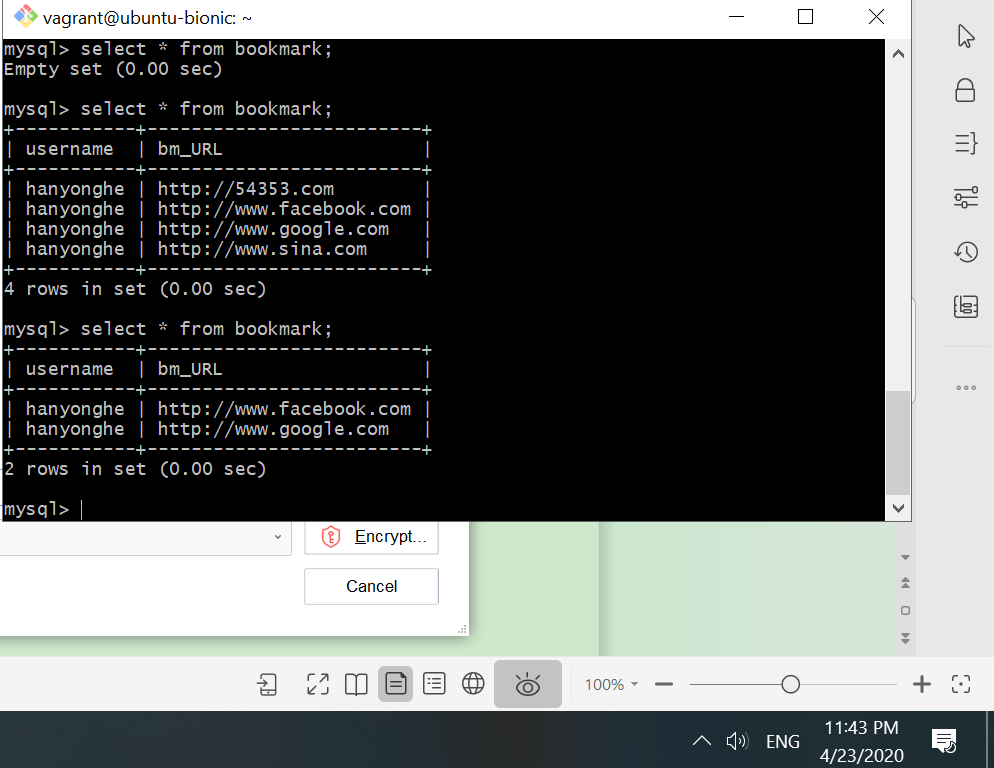 vagrant@ubuntu-bionic: ~
mysql> select * from bookmark;
Empty set (0.00 sec)
mysql> select * from bookmark;
+-----------+-------------------------+
| username  | bm_URL                  |
+-----------+-------------------------+
| hanyonghe | http://54353.com        |
| hanyonghe | http://www.facebook.com |
| hanyonghe | http://www.google.com   |
| hanyonghe | http://www.sina.com     |
+-----------+-------------------------+
4 rows in set (0.00 sec)
mysql> select * from bookmark;
+-----------+-------------------------+
| username  | bm_URL                  |
+-----------+-------------------------+
| hanyonghe | http://www.facebook.com |
| hanyonghe | http://www.google.com   |
+-----------+-------------------------+
2 rows in set (0.00 sec)
mysql>
Encrypt...
Cancel
100%
ENG
11:43 PM
4/23/2020